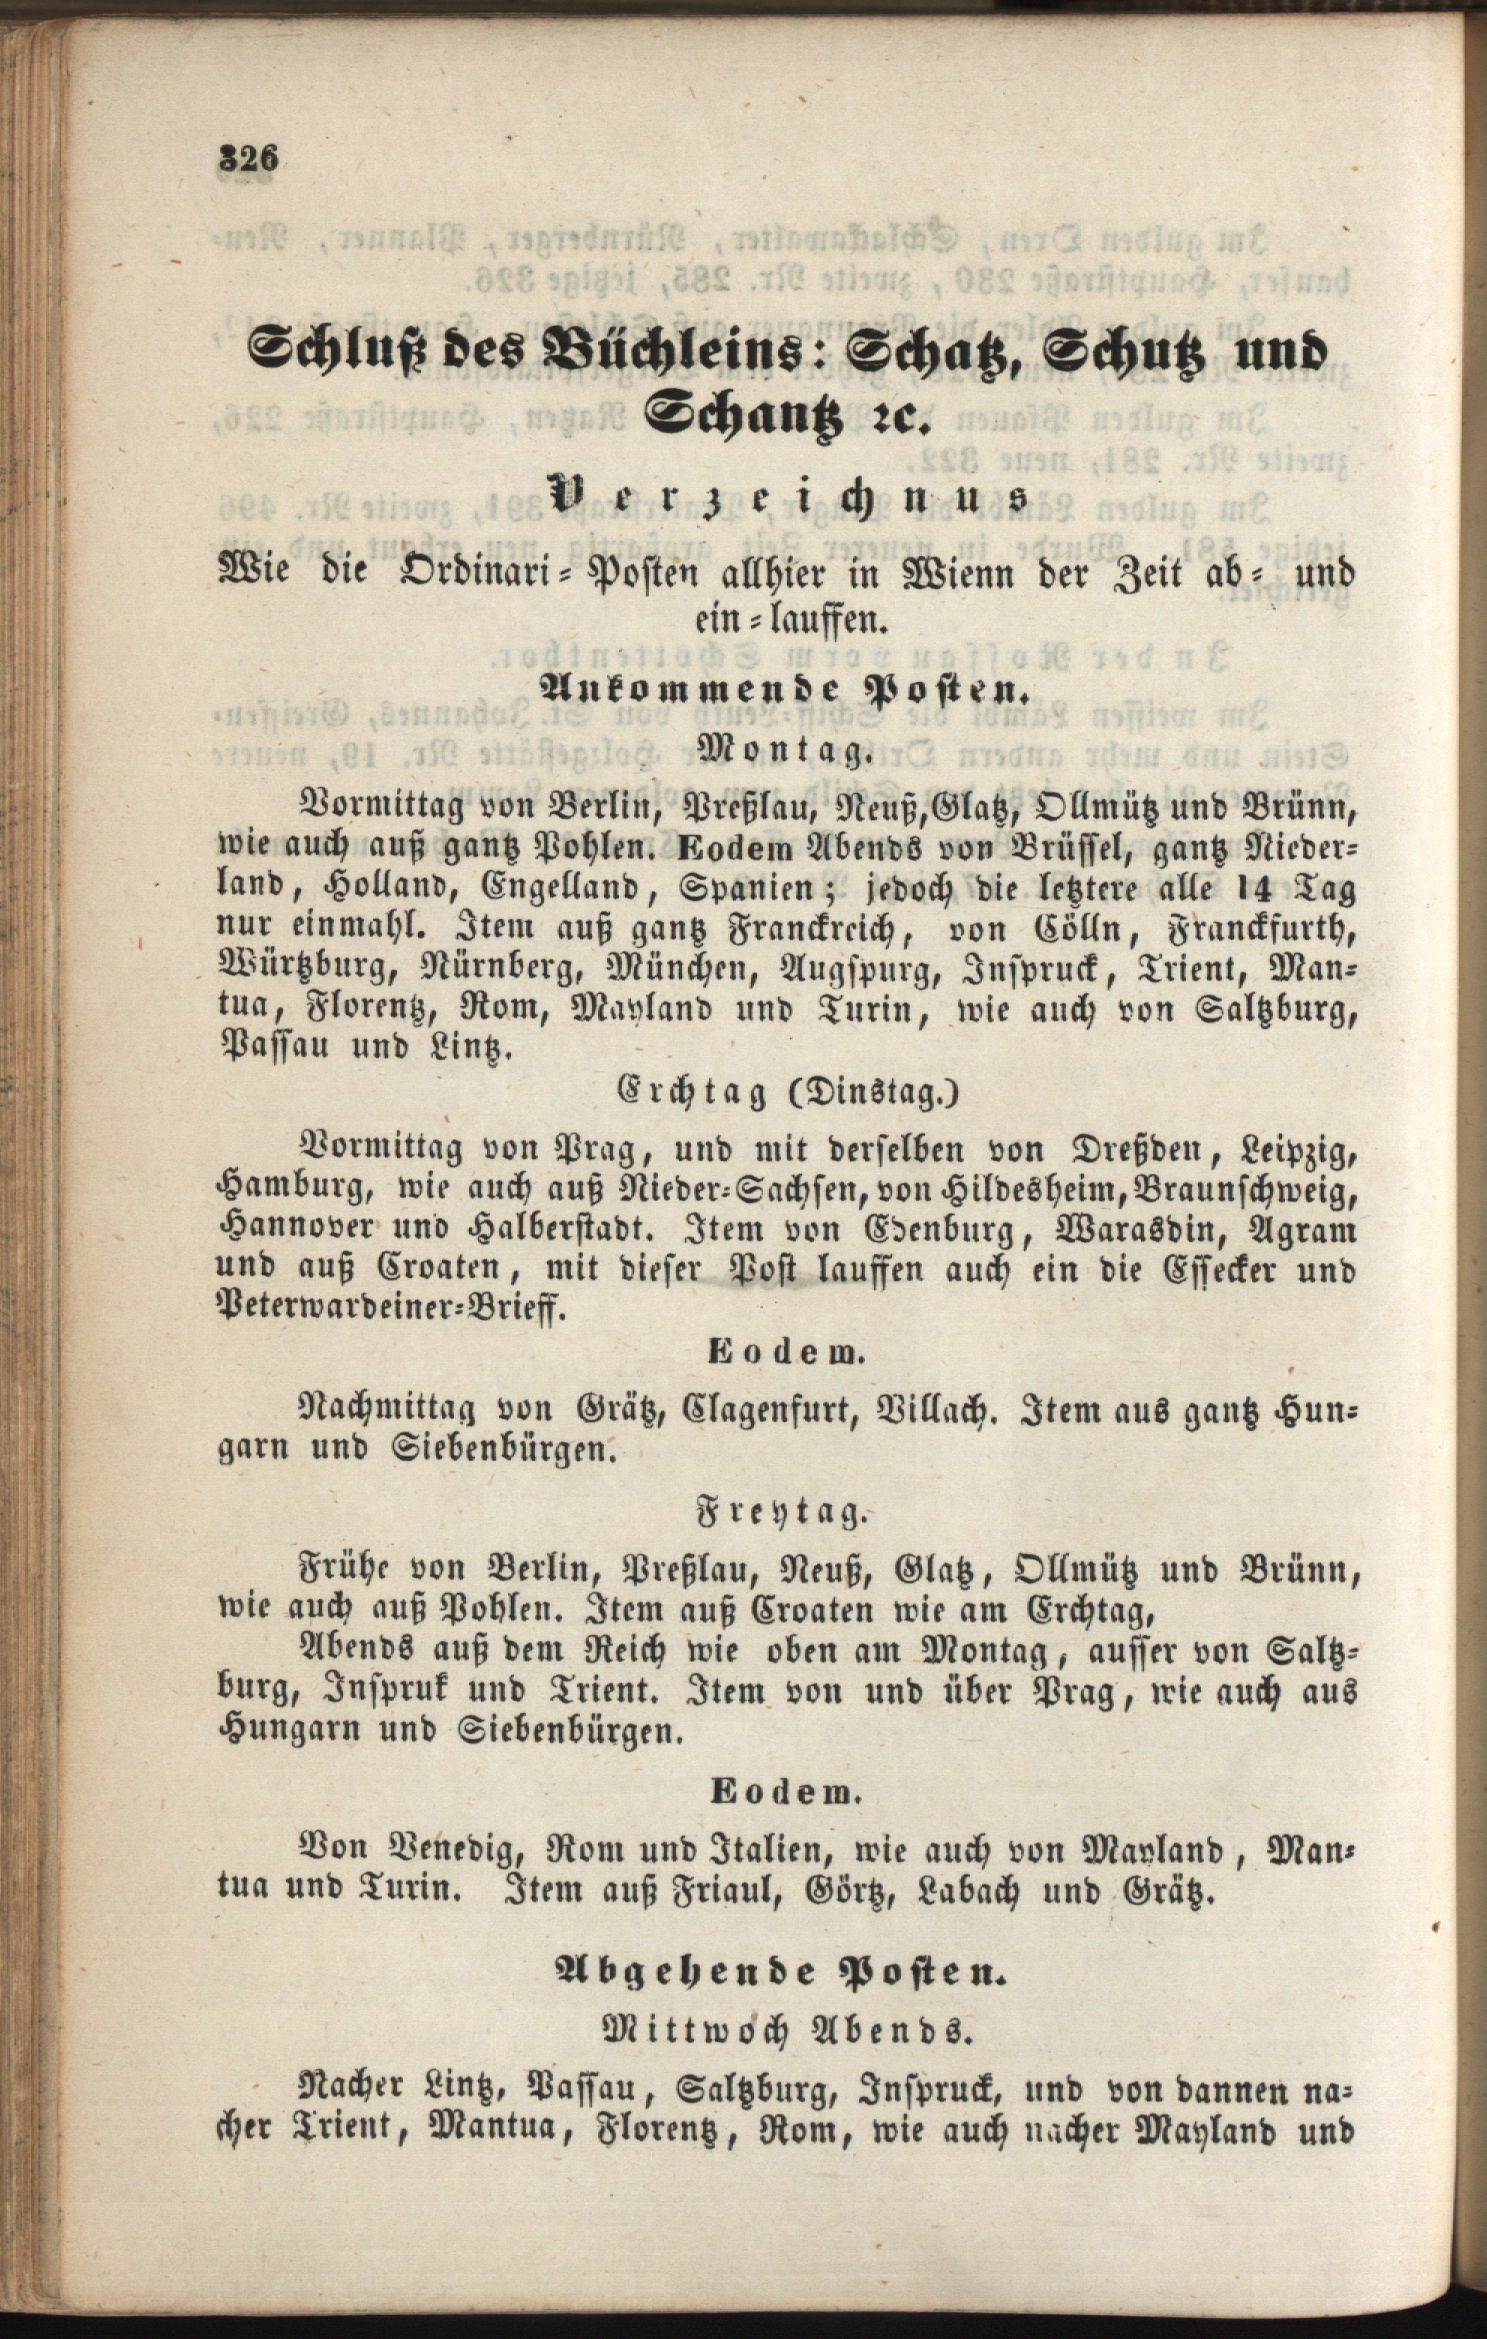 326
Schluß des Büchleins: Schatz, Schutz und
Schantz ꝛc.
Verzeichnus
Wie die Ordinari-Posten allhier in Wienn der Zeit ab- und
ein-lauffen.
Ankommende Posten.
Montag.
Vormittag von Berlin, Preßlau, Neuß, Glatz, Ollmütz und Brünn,
wie auch auß gantz Pohlen. Eodem Abends von Brüssel, gantz Nieder-
land, Holland, Engelland, Spanien; jedoch die letztere alle 14 Tag
nur einmahl. Item auß gantz Franckreich, von Cölln, Franckfurth,
Würtzburg, Nürnberg, München, Augspurg, Inspruck, Trient, Man-
tua, Florentz, Rom, Mayland und Turin, wie auch von Saltzburg,
Passau und Lintz.
Erchtag (Dinstag.)
Vormittag von Prag, und mit derselben von Dreßden, Leipzig,
Hamburg, wie auch auß Nieder-Sachsen, von Hildesheim, Braunschweig,
Hannover und Halberstadt. Item von Edenburg, Warasdin, Agram
und auß Croaten, mit dieser Post lauffen auch ein die Essecker und
Peterwardeiner-Brieff.
Eodem.
Nachmittag von Grätz, Clagenfurt, Villach. Item aus gantz Hun-
garn und Siebenbürgen.
Freytag.
Frühe von Berlin, Preßlau, Neuß, Glatz, Ollmütz und Brünn,
wie auch auß Pohlen. Item auß Croaten wie am Erchtag,
Abends auß dem Reich wie oben am Montag, ausser von Saltz-
burg, Inspruk und Trient. Item von und über Prag, wie auch aus
Hungarn und Siebenbürgen.
Eodem.
Von Venedig, Rom und Italien, wie auch von Mayland, Man-
tua und Turin. Item auß Friaul, Görtz, Labach und Grätz.
Abgehende Posten.
Mittwoch Abends.
Nacher Lintz, Passau, Saltzburg, Inspruck, und von dannen na-
cher Trient, Mantua, Florentz, Rom, wie auch nacher Mayland und